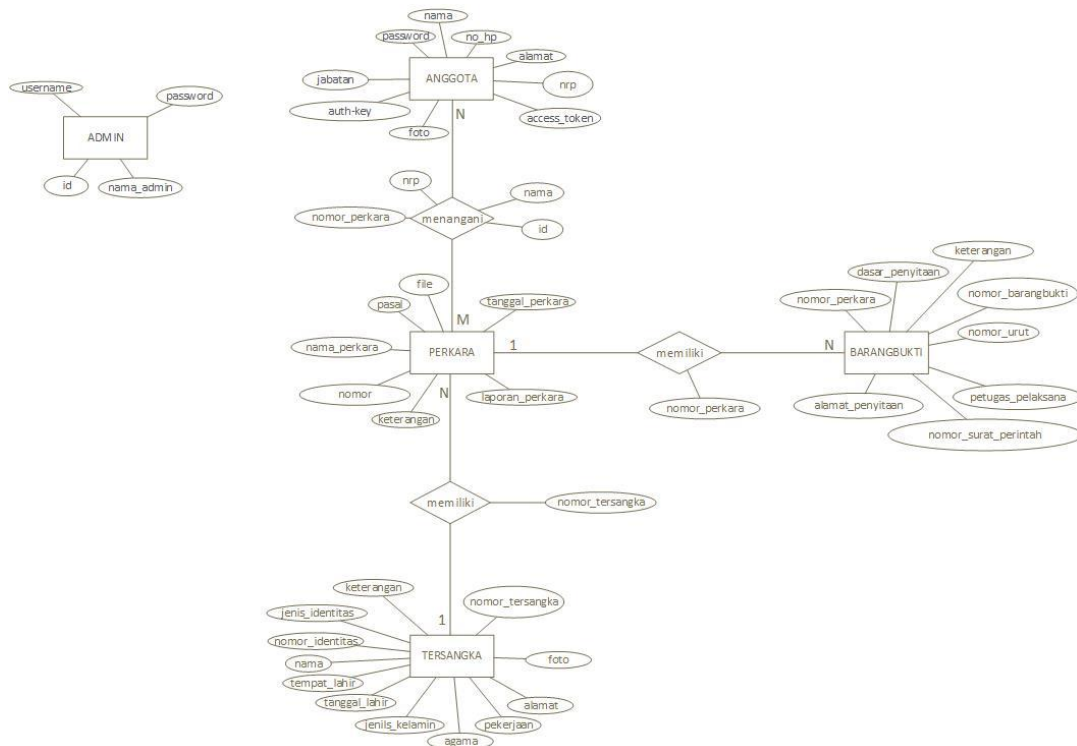 nama
password
no_hp
alamat
jabatan
ANGGOTA
nrp
auth-key
foto
access_token
N
username
password
ADMIN
id
nama_admin
nrp
nama
nomor_perkara
menangani
id
file
pasal
tanggal_perkara
M
nama_perkara
PERKARA
nomor
keterangan
laporan_perkara
N
1
memiliki
N
nomor_perkara
keterangan
dasar_penyitaan
nomor_perkara
nomor_barangbukti
nomor_urut
BARANGBUKTI
petugas_pelaksana
alamat_penyitaan
nomor_surat_perintah
memiliki
nomor_tersangka
keterangan
nomor_tersangka
jenis_identitas
1
nomor_identitas
TERSANGKA
foto
nama
tempat_lahir
tanggal_lahir
alamat
jenils_kelamin
pekerjaan
agama